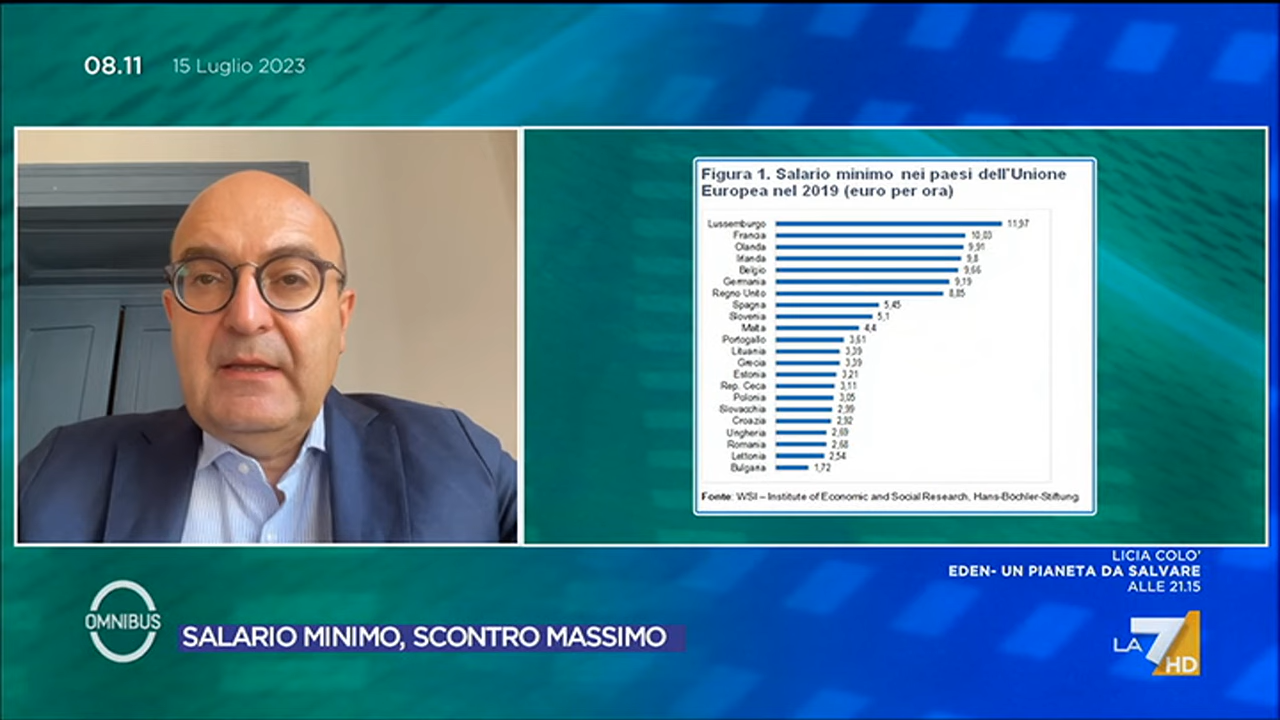 08.11 15 Luglio 2023
Figura 1. Salario minimo nei paesi dell'Unione
Europea nel 2019 (euro per ora)
Lussemburgo 11,97
Francia 10,03
Olanda 9,91
Irlanda 9,8
Belgio 9,66
Germania 9,19
Regno Unito 8,85
Spagna 5,45
Slovenia 5,1
Malta 4,4
Portogallo 3,61
Lituania 3,39
Grecia 3,39
Estonia 3,21
Rep. Ceca 3,11
Polonia 3,05
Slovacchia 2,99
Croazia 2,92
Ungheria 2,69
Romania 2,68
Lettonia 2,54
Bulgaria 1,72
Fonte: WSI – Institute of Economic and Social Research, Hans-Böchler-Stiftung
LICIA COLO'
EDEN- UN PIANETA DA SALVARE
ALLE 21.15
OMNIBUS
SALARIO MINIMO, SCONTRO MASSIMO
LA 7 HD